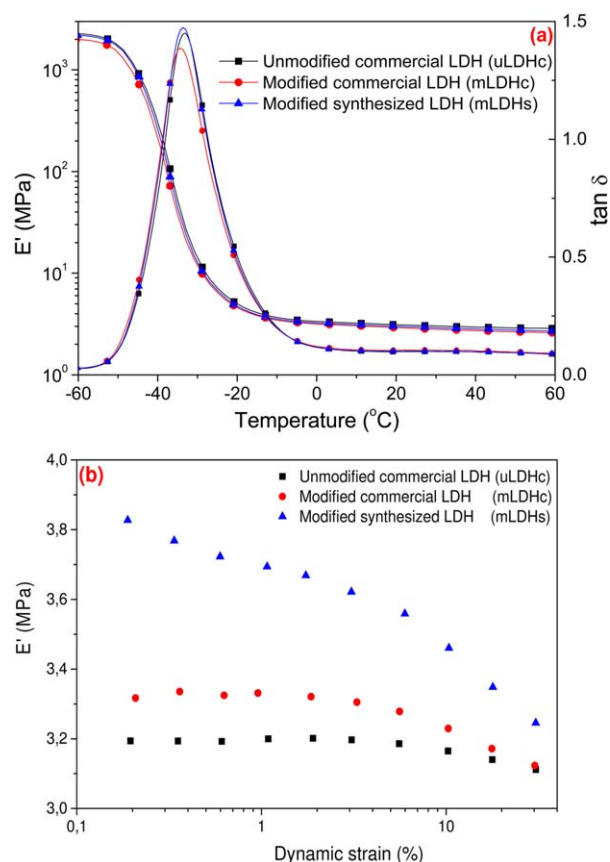 (a)
Unmodified commercial LDH (uLDHc)
Modified commercial LDH (mLDHc)
Modified synthesized LDH (mLDHs)
10³
10²
10¹
10⁰
E' (MPa)
1.5
1.0
0.5
0.0
tan δ
-60 -40 -20 0 20 40 60
Temperature (°C)
(b)
Unmodified commercial LDH (uLDHc)
Modified commercial LDH (mLDHc)
Modified synthesized LDH (mLDHs)
4,0
3,8
3,6
3,4
3,2
3,0
E' (MPa)
0,1 1 10
Dynamic strain (%)